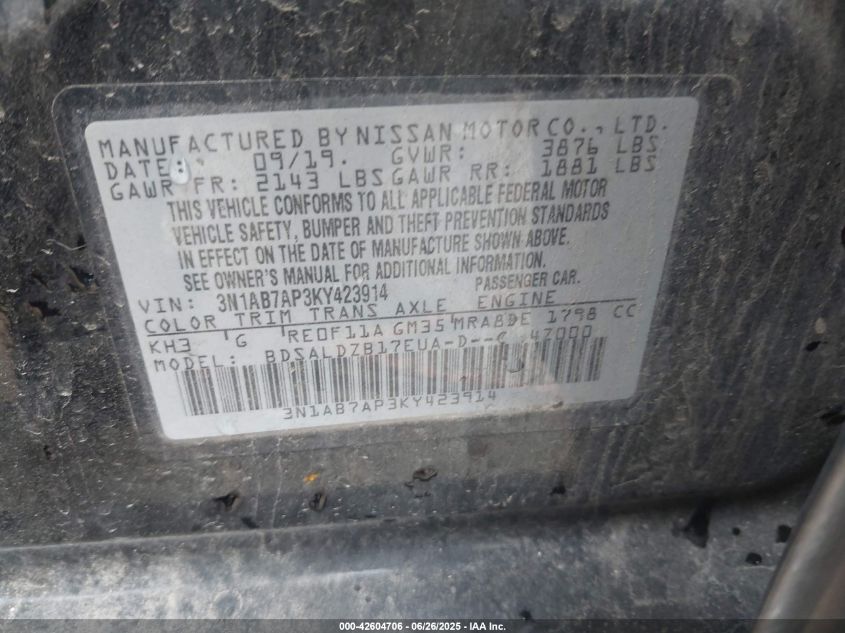 MANUFACTURED BY NISSAN MOTOR CO., LTD.
DATE: 09/19. GVWR: 3876 LBS
GAWR FR: 2143 LBS GAWR RR: 1881 LBS
THIS VEHICLE CONFORMS TO ALL APPLICABLE FEDERAL MOTOR
VEHICLE SAFETY, BUMPER AND THEFT PREVENTION STANDARDS
IN EFFECT ON THE DATE OF MANUFACTURE SHOWN ABOVE.
SEE OWNER'S MANUAL FOR ADDITIONAL INFORMATION.
VIN: 3N1AB7AP3KY423914 PASSENGER CAR.
COLOR TRIM TRANS AXLE ENGINE
KH3 G RE0F11A GM35 MRA8DE 1798 CC
MODEL: BDSALDZB17EUA-D--C 47000
3N1AB7AP3KY423914
000-42604706 - 06/26/2025 - IAA Inc.